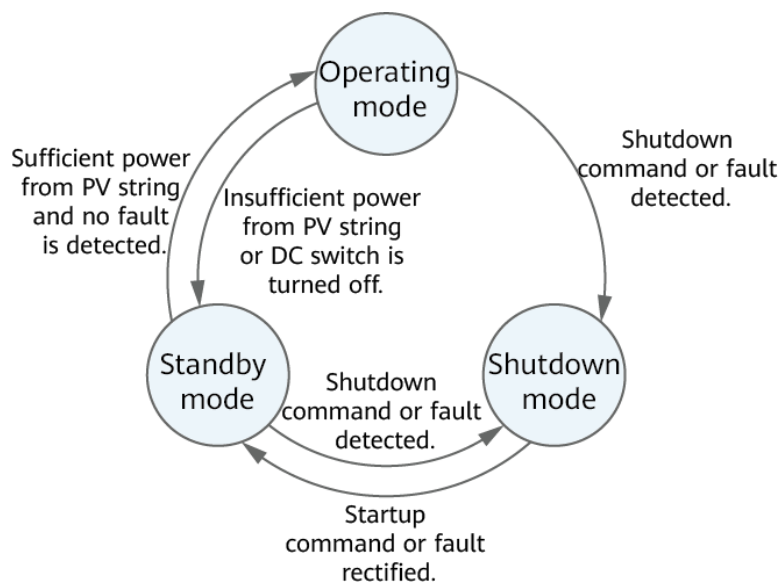 Operating
mode
Sufficient power
from PV string
and no fault
is detected.
Insufficient power
from PV string
or DC switch is
turned off.
Shutdown
command or fault
detected.
Standby
mode
Shutdown
command or fault
detected.
Shutdown
mode
Startup
command or fault
rectified.